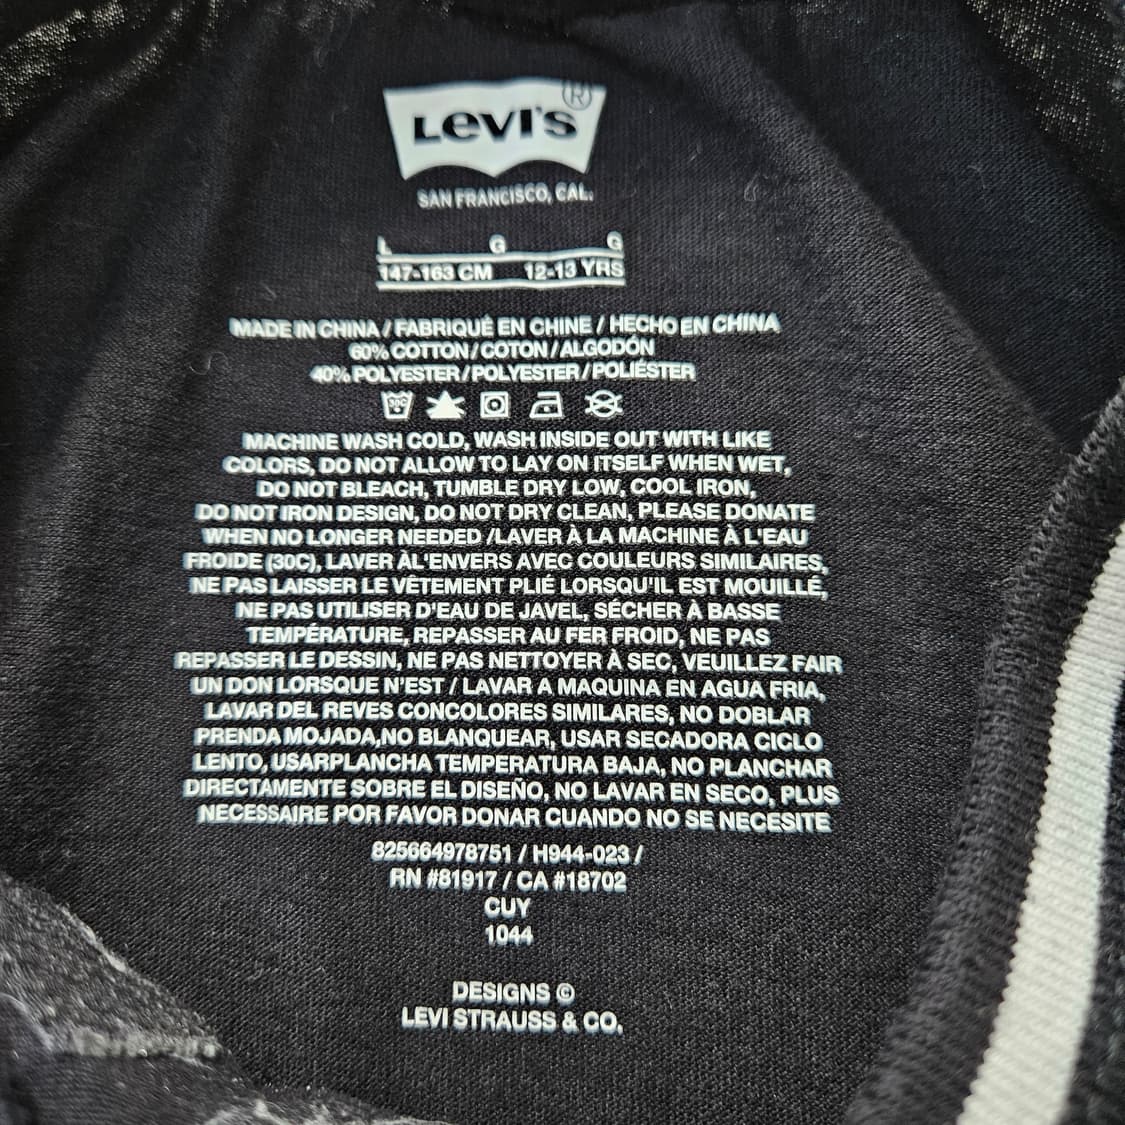 Levi's®
SAN FRANCISCO, CAL.
L G G
147-163 CM 12-13 YRS
MADE IN CHINA / FABRIQUÉ EN CHINE / HECHO EN CHINA
60% COTTON / COTON / ALGODÓN
40% POLYESTER / POLYESTER / POLIÉSTER
30C
MACHINE WASH COLD, WASH INSIDE OUT WITH LIKE
COLORS, DO NOT ALLOW TO LAY ON ITSELF WHEN WET,
DO NOT BLEACH, TUMBLE DRY LOW, COOL IRON,
DO NOT IRON DESIGN, DO NOT DRY CLEAN, PLEASE DONATE
WHEN NO LONGER NEEDED /LAVER À LA MACHINE À L'EAU
FROIDE (30C), LAVER ÀL'ENVERS AVEC COULEURS SIMILAIRES,
NE PAS LAISSER LE VÊTEMENT PLIÉ LORSQU'IL EST MOUILLÉ,
NE PAS UTILISER D'EAU DE JAVEL, SÉCHER À BASSE
TEMPÉRATURE, REPASSER AU FER FROID, NE PAS
REPASSER LE DESSIN, NE PAS NETTOYER À SEC, VEUILLEZ FAIR
UN DON LORSQUE N'EST / LAVAR A MAQUINA EN AGUA FRIA,
LAVAR DEL REVES CONCOLORES SIMILARES, NO DOBLAR
PRENDA MOJADA,NO BLANQUEAR, USAR SECADORA CICLO
LENTO, USARPLANCHA TEMPERATURA BAJA, NO PLANCHAR
DIRECTAMENTE SOBRE EL DISEÑO, NO LAVAR EN SECO, PLUS
NECESSAIRE POR FAVOR DONAR CUANDO NO SE NECESITE
825664978751 / H944-023 /
RN #81917 / CA #18702
CUY
1044
DESIGNS ©
LEVI STRAUSS & CO.